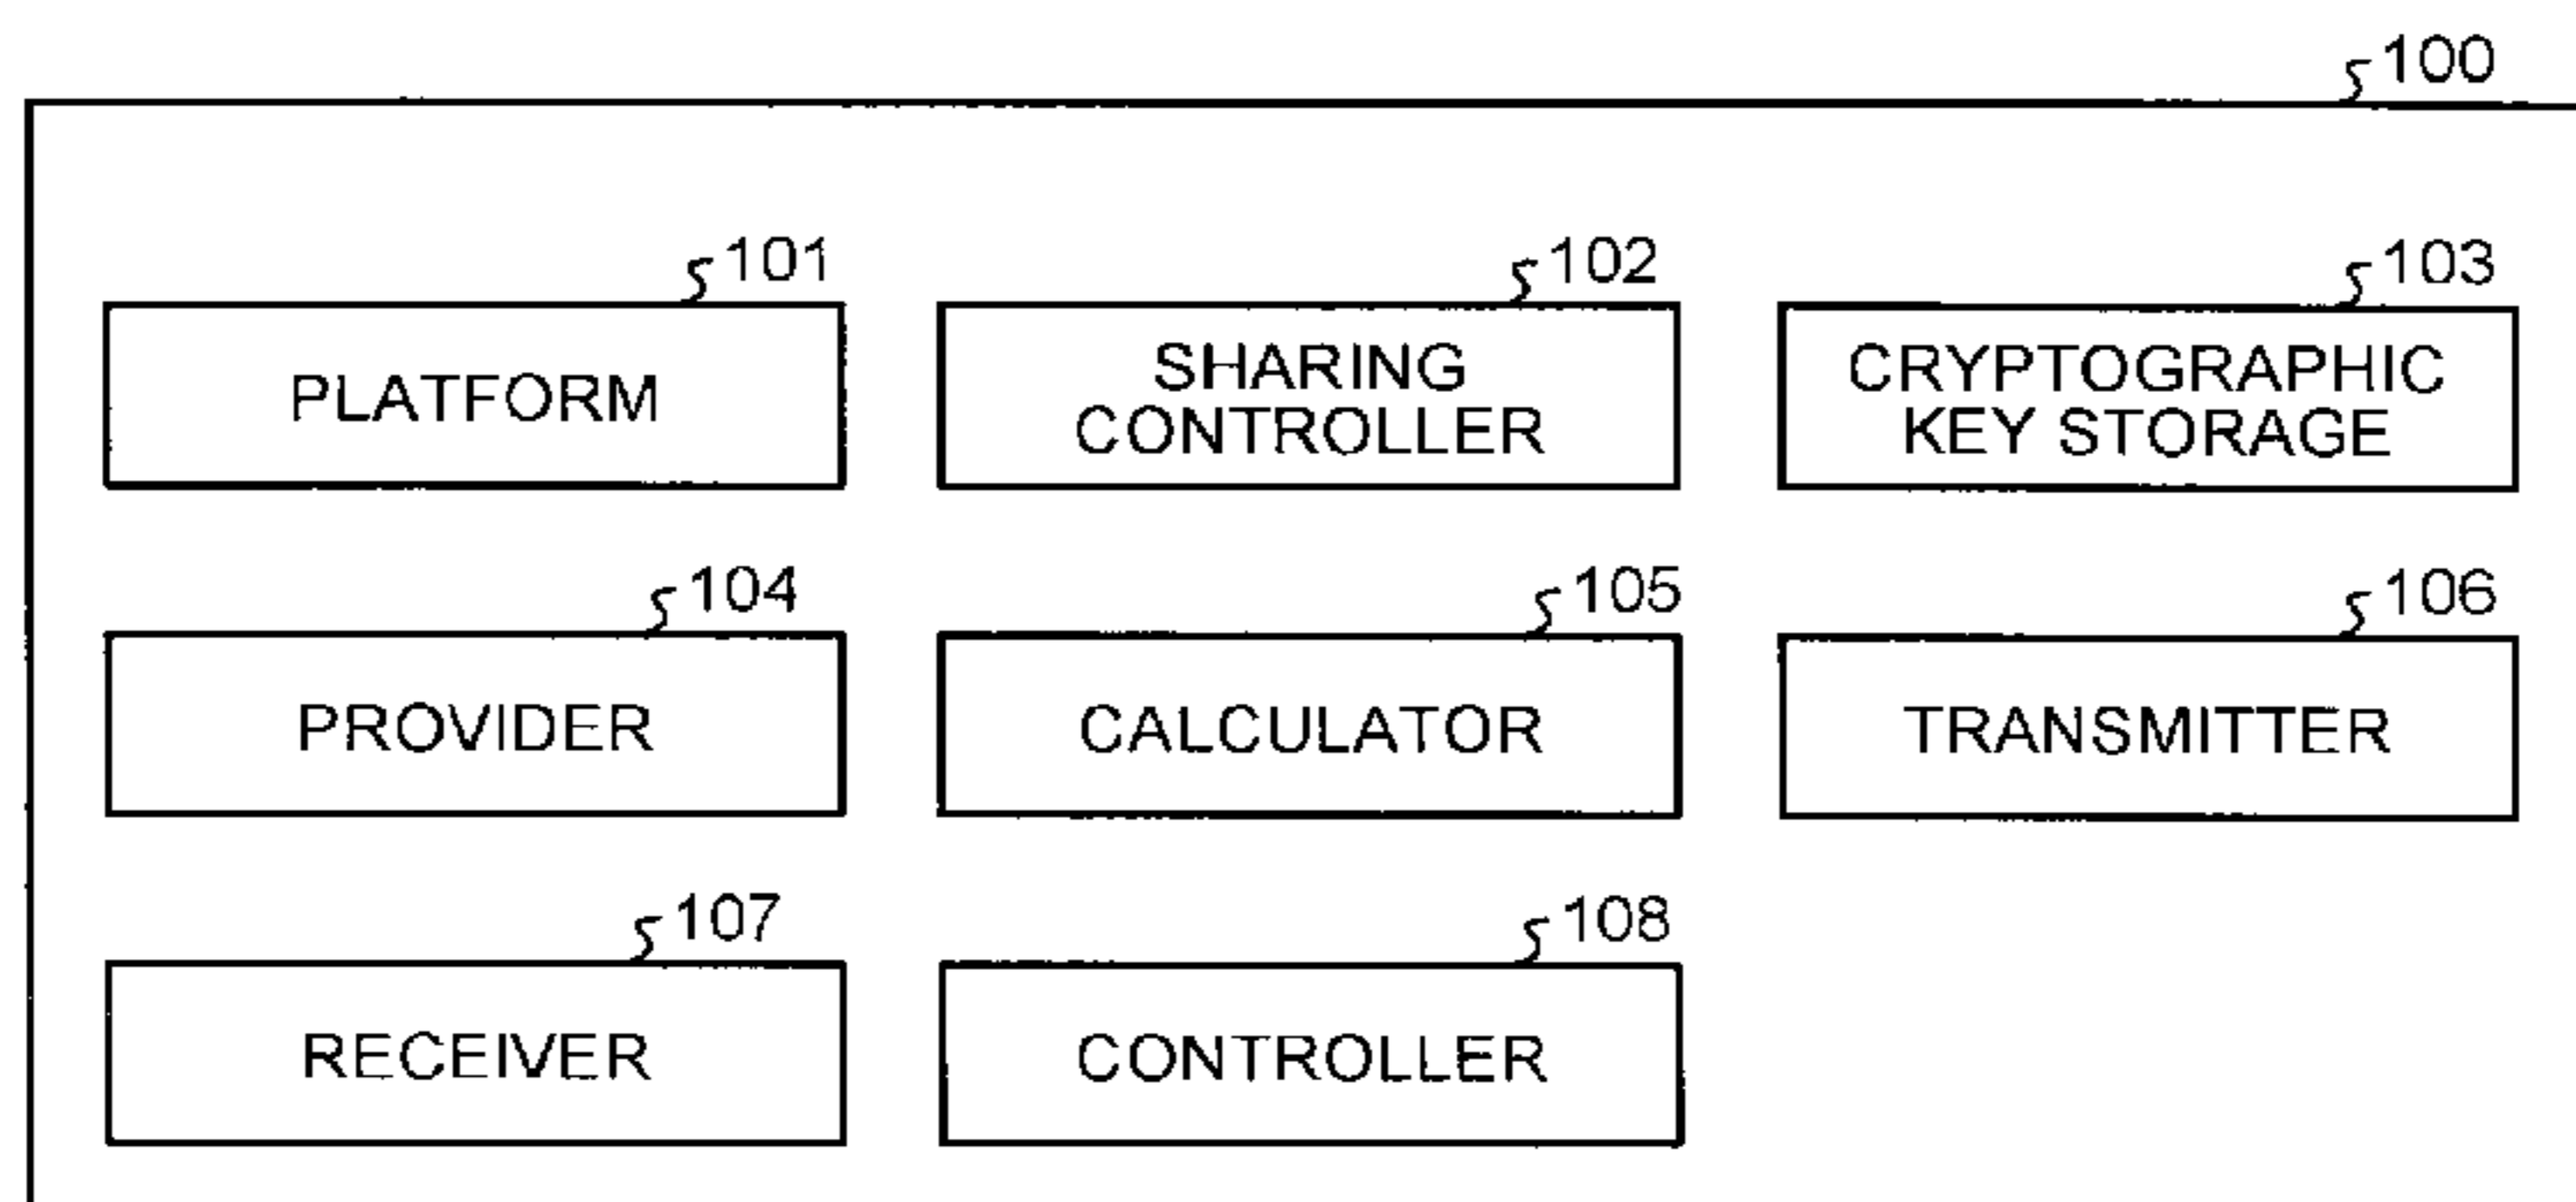 100
101
102
103
PLATFORM
SHARING
CONTROLLER
CRYPTOGRAPHIC
KEY STORAGE
104
105
106
PROVIDER
CALCULATOR
TRANSMITTER
107
108
RECEIVER
CONTROLLER